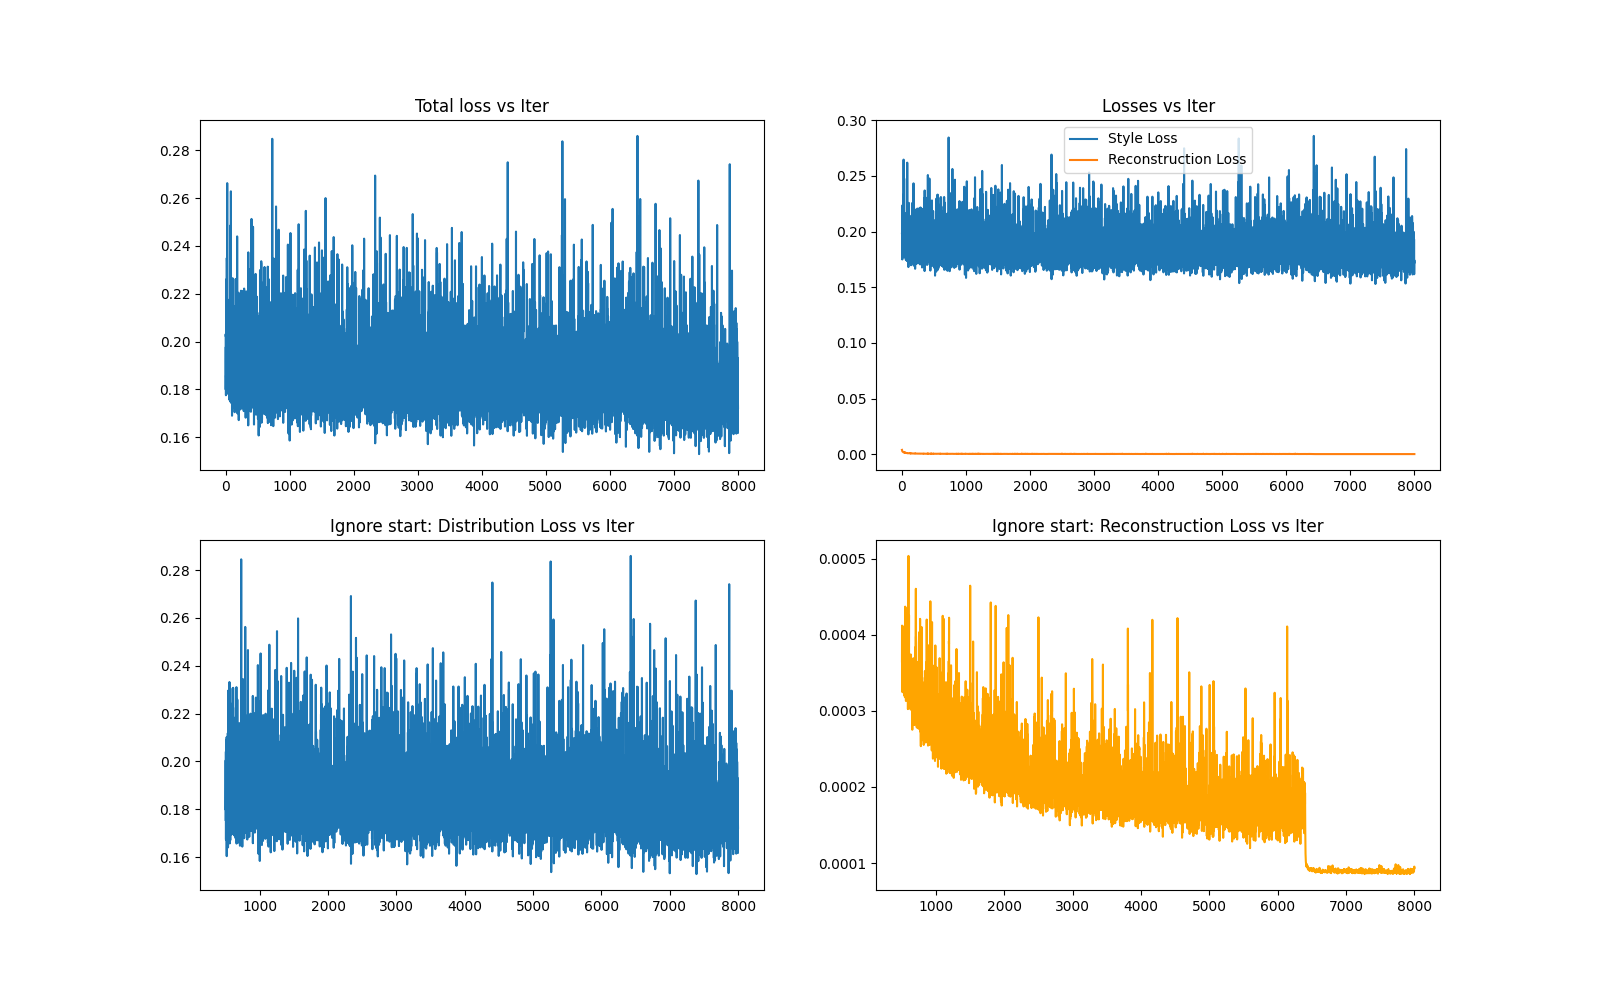 Total loss vs Iter
0.28
0.26
0.24
0.22
0.20
0.18
0.16
0 1000 2000 3000 4000 5000 6000 7000 8000
Losses vs Iter
0.30
0.25
0.20
0.15
0.10
0.05
0.00
Style Loss
Reconstruction Loss
0 1000 2000 3000 4000 5000 6000 7000 8000
Ignore start: Distribution Loss vs Iter
0.28
0.26
0.24
0.22
0.20
0.18
0.16
1000 2000 3000 4000 5000 6000 7000 8000
Ignore start: Reconstruction Loss vs Iter
0.0005
0.0004
0.0003
0.0002
0.0001
1000 2000 3000 4000 5000 6000 7000 8000